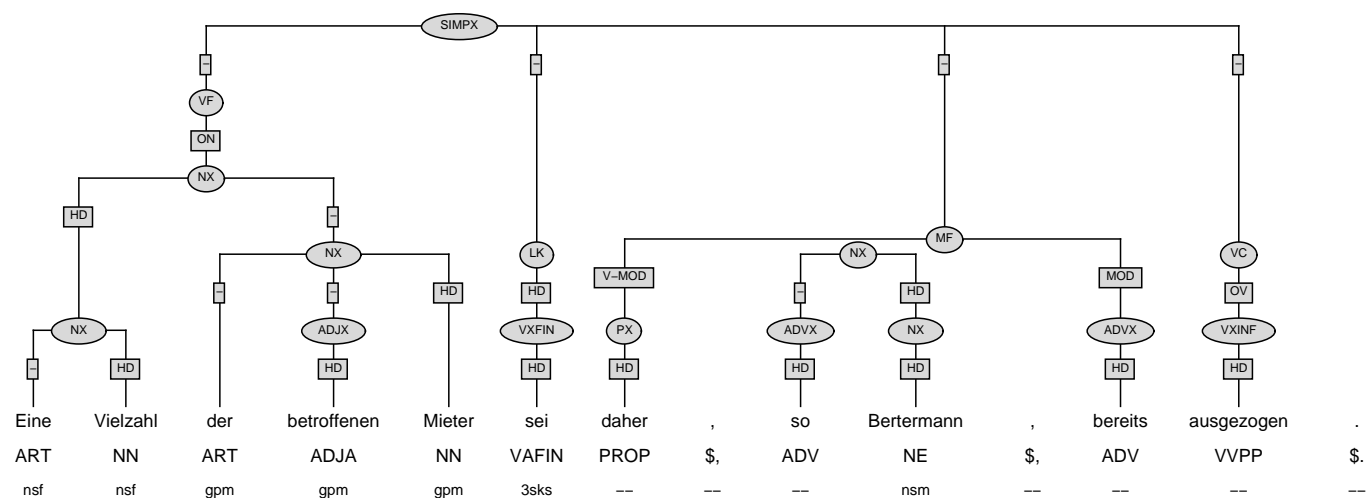 SIMPX
– – – –
VF
ON
NX
HD –
NX LK NX MF VC
– – HD HD V–MOD – HD MOD OV
NX ADJX VXFIN PX ADVX NX ADVX VXINF
– HD HD HD HD HD HD HD HD
Eine Vielzahl der betroffenen Mieter sei daher , so Bertermann , bereits ausgezogen .
ART NN ART ADJA NN VAFIN PROP $, ADV NE $, ADV VVPP $.
nsf nsf gpm gpm gpm 3sks –– –– –– nsm –– –– –– ––